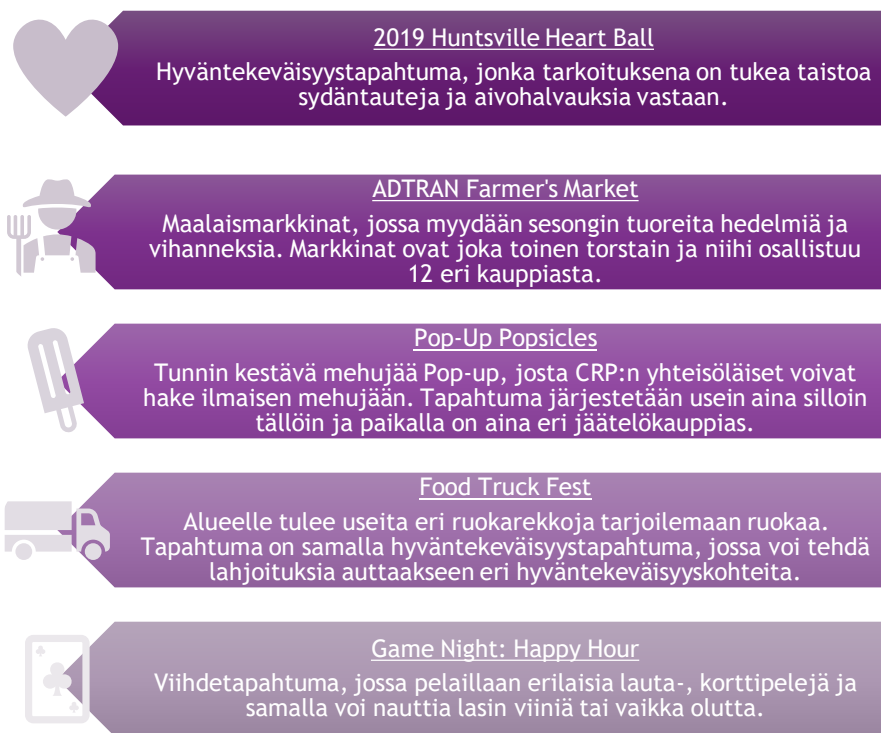 2019 Huntsville Heart Ball
Hyväntekeväisyystapahtuma, jonka tarkoituksena on tukea taistoa
sydäntauteja ja aivohalvauksia vastaan.
ADTRAN Farmer's Market
Maalaismarkkinat, jossa myydään sesongin tuoreita hedelmiä ja
vihanneksia. Markkinat ovat joka toinen torstain ja niihi osallistuu
12 eri kauppiasta.
Pop-Up Popsicles
Tunnin kestävä mehujää Pop-up, josta CRP:n yhteisöläiset voivat
hake ilmaisen mehujään. Tapahtuma järjestetään usein aina silloin
tällöin ja paikalla on aina eri jäätelökauppias.
Food Truck Fest
Alueelle tulee useita eri ruokarekkoja tarjoilemaan ruokaa.
Tapahtuma on samalla hyväntekeväisyystapahtuma, jossa voi tehdä
lahjoituksia auttaakseen eri hyväntekeväisyyskohteita.
Game Night: Happy Hour
Viihdetapahtuma, jossa pelaillaan erilaisia lauta-, korttipelejä ja
samalla voi nauttia lasin viiniä tai vaikka olutta.